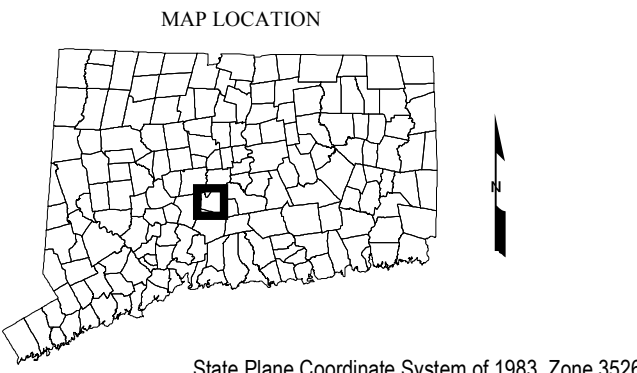 MAP LOCATION
N
State Plane Coordinate System of 1983, Zone 3526